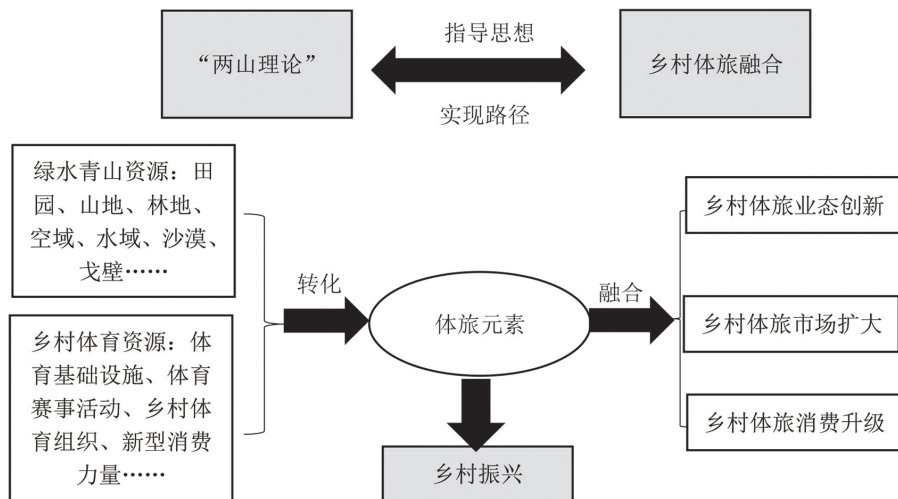 “两山理论”
指导思想
实现路径
乡村体旅融合
绿水青山资源：田
园、山地、林地、
空域、水域、沙漠、
戈壁……
乡村体育资源：体
育基础设施、体育
赛事活动、乡村体
育组织、新型消费
力量……
转化
体旅元素
融合
乡村体旅业态创新
乡村体旅市场扩大
乡村体旅消费升级
乡村振兴